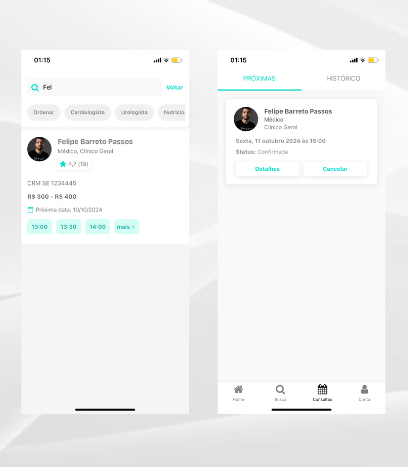 01:15
Fel
Voltar
Ordenar
Cardiologista
Urologista
Nutricio
Felipe Barreto Passos
Médico, Clínico Geral
4,7 (19)
CRM SE 1234445
R$ 300 - R$ 400
Próxima data: 10/10/2024
13:00
13:30
14:00
mais >
01:15
PRÓXIMAS
HISTÓRICO
Felipe Barreto Passos
Médico
Clínico Geral
Sexta, 11 outubro 2024 às 15:00
Status: Confirmada
Detalhes
Cancelar
Home
Busca
Consultas
Conta